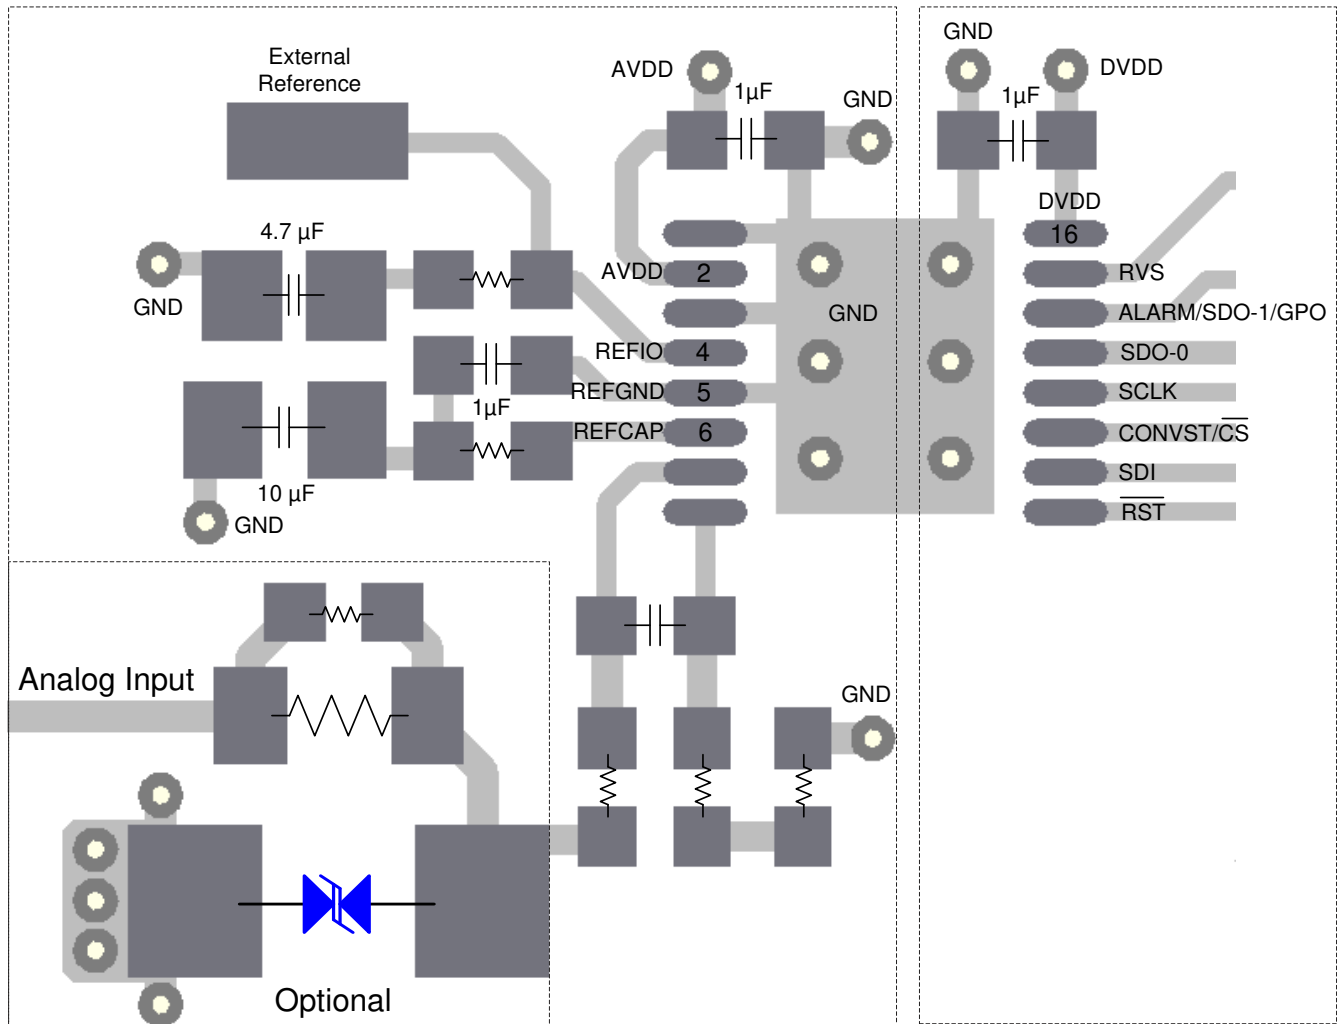 GND
External
Reference
AVDD
DVDD
1µF
GND
1µF
DVDD
16
4.7 µF
GND
AVDD
2
RVS
GND
ALARM/SDO-1/GPO
REFIO
4
SDO-0
REFGND
5
SCLK
1µF
REFCAP
6
CONVST/C̅S̅
SDI
10 µF
GND
R̅S̅T̅
Analog Input
GND
Optional